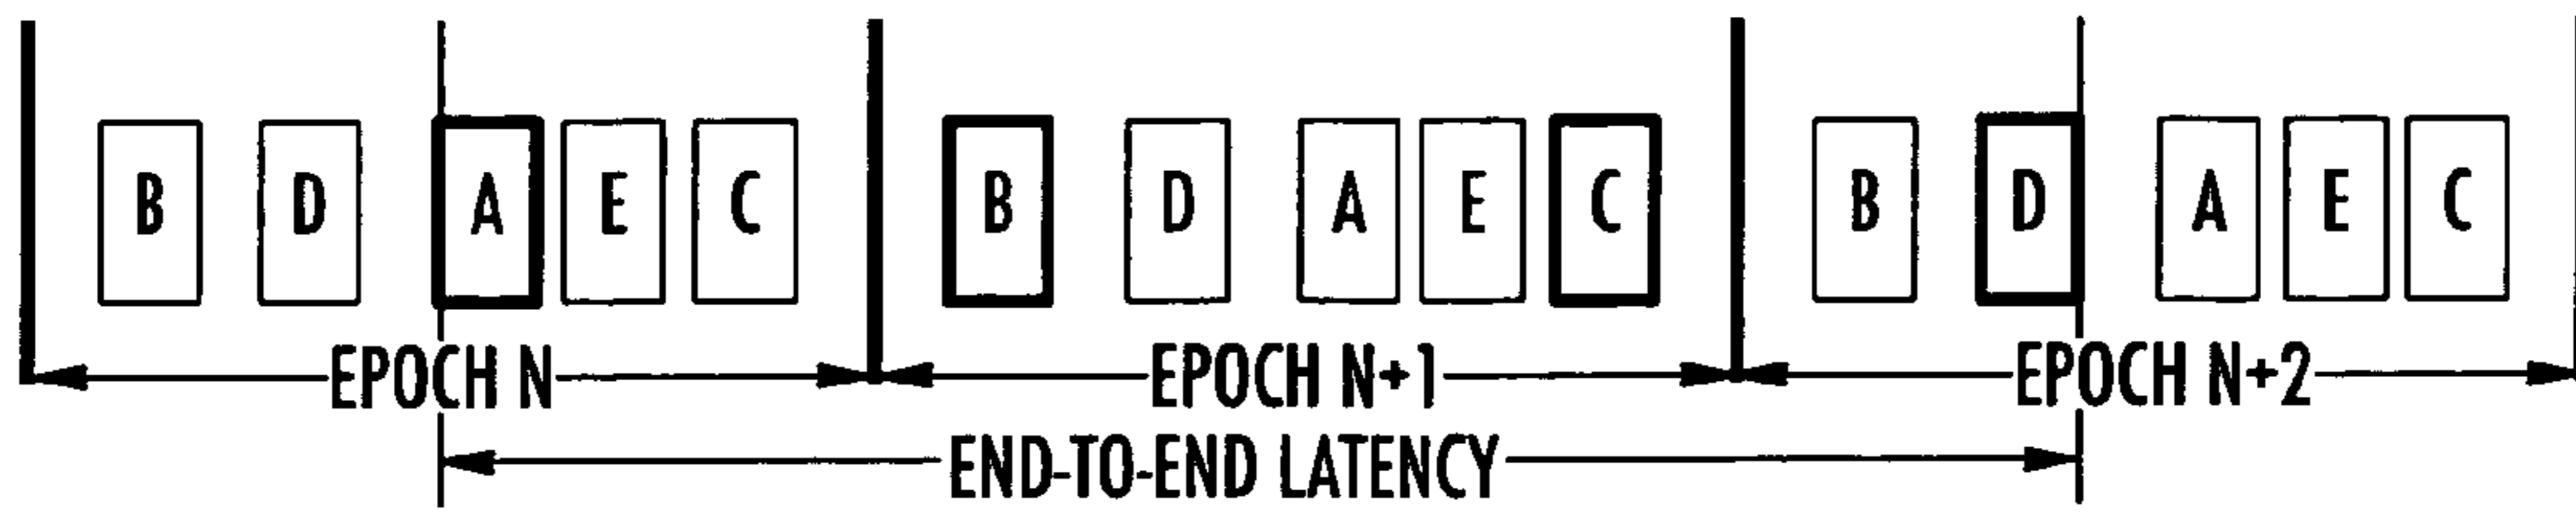 B D A E C B D A E C B D A E C
EPOCH N EPOCH N+1 EPOCH N+2
END-TO-END LATENCY